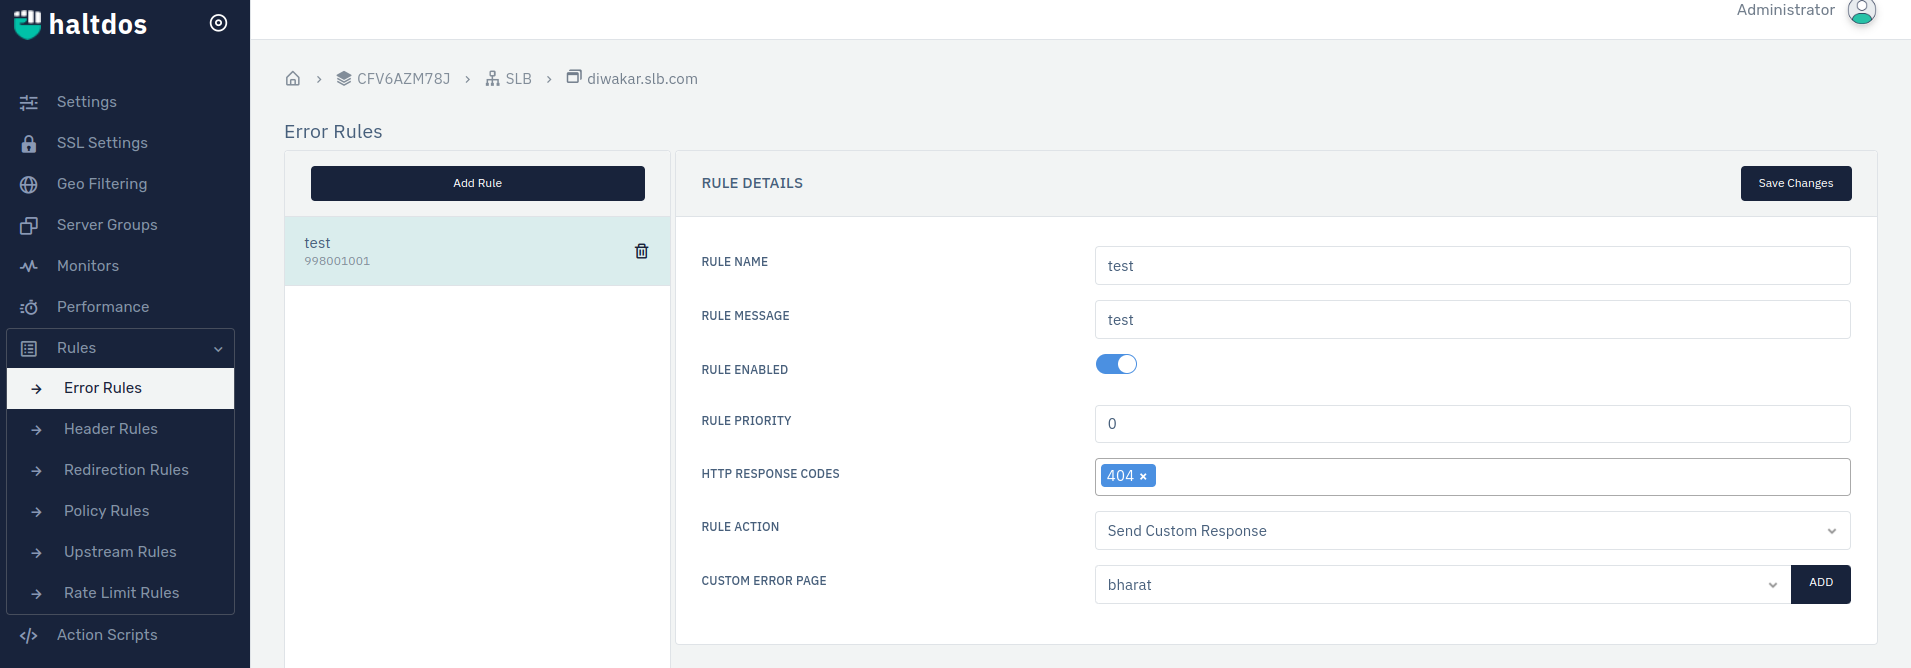 haltdos
Administrator
Settings
SSL Settings
Geo Filtering
Server Groups
Monitors
Performance
Rules
Error Rules
Header Rules
Redirection Rules
Policy Rules
Upstream Rules
Rate Limit Rules
Action Scripts
CFV6AZM78J > SLB > diwakar.slb.com
Error Rules
Add Rule
test
998001001
RULE DETAILS
Save Changes
RULE NAME test
RULE MESSAGE test
RULE ENABLED
RULE PRIORITY 0
HTTP RESPONSE CODES 404 ×
RULE ACTION Send Custom Response
CUSTOM ERROR PAGE bharat ADD